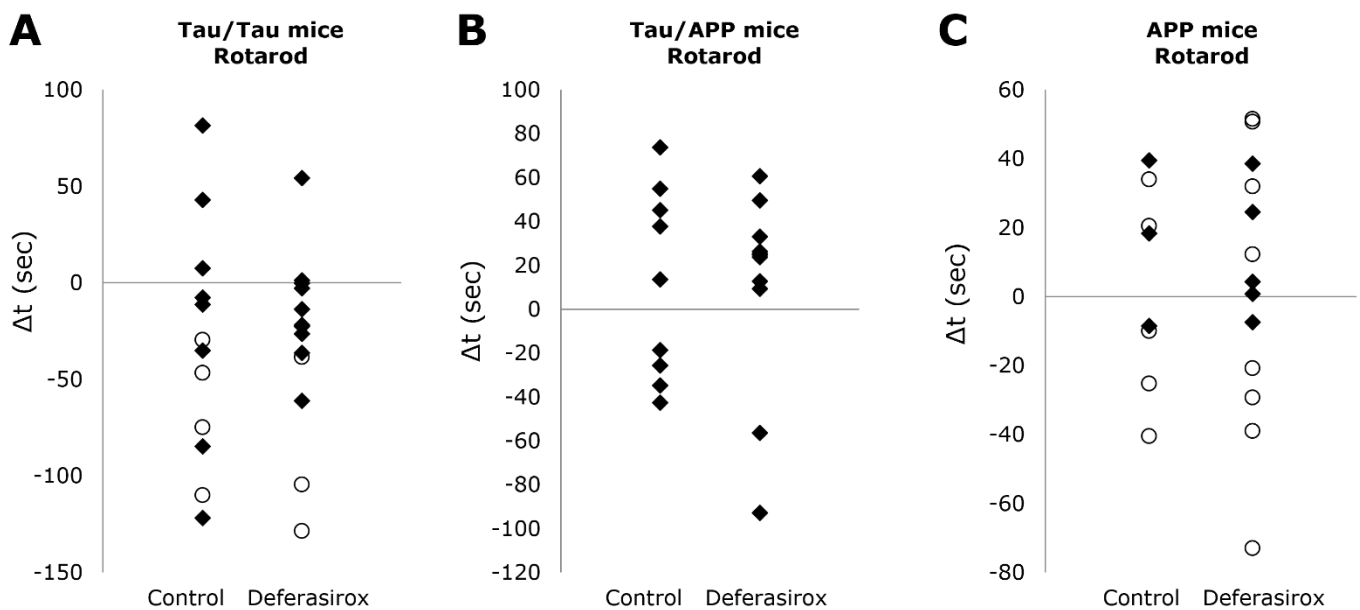 A
Tau/Tau mice
Rotarod
Δt (sec)
100
50
0
-50
-100
-150
Control
Deferasirox
B
Tau/APP mice
Rotarod
Δt (sec)
100
80
60
40
20
0
-20
-40
-60
-80
-100
-120
Control
Deferasirox
C
APP mice
Rotarod
Δt (sec)
60
40
20
0
-20
-40
-60
-80
Control
Deferasirox